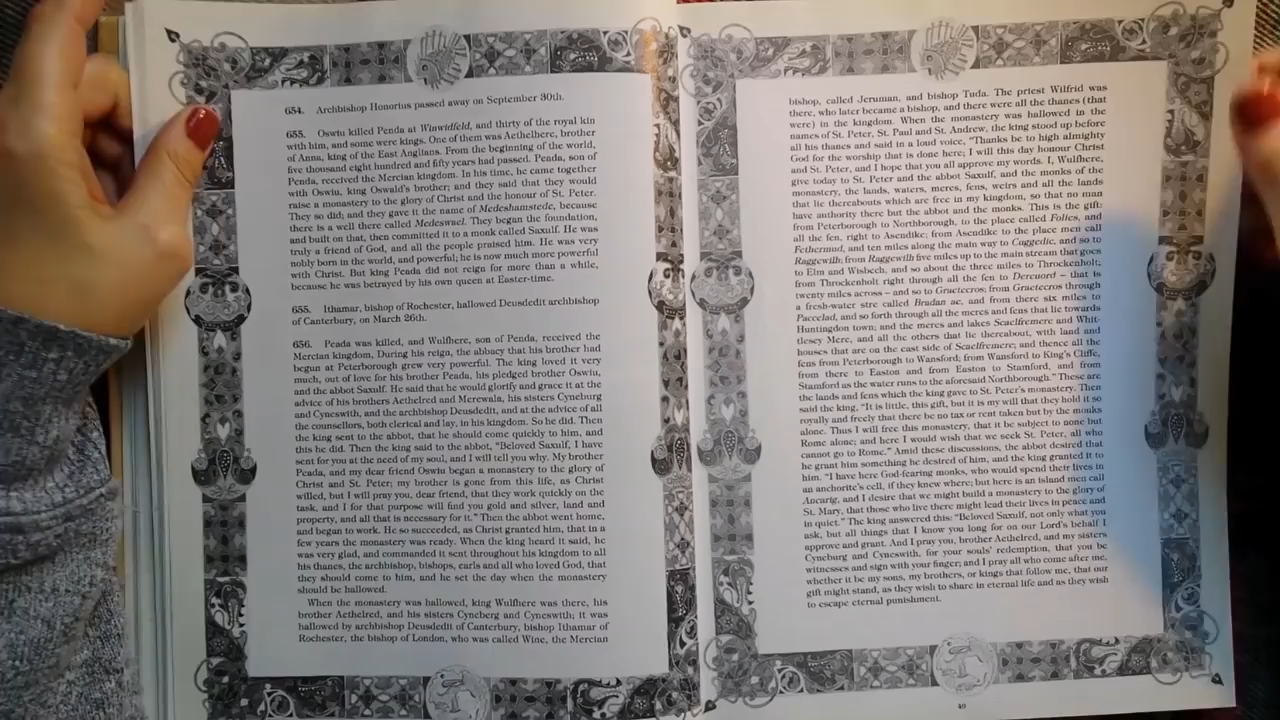 654. Archbishop Honorius passed away on September 30th.
655. Oswiu killed Penda at Winwidfeld, and thirty of the royal kin
with him, and some were kings. One of them was Aethelhere, brother
of Anna, king of the East Anglians. From the beginning of the world,
five thousand eight hundred and fifty years had passed. Peada, son of
Penda, received the Mercian kingdom. In his time, he came together
with Oswiu, king Oswald's brother; and they said that they would
raise a monastery to the glory of Christ and the honour of St. Peter.
They so did; and they gave it the name of Medeshamstede, because
there is a well there called Medeswael. They began the foundation,
and built on that, then committed it to a monk called Saxulf. He was
truly a friend of God, and all the people praised him. He was very
nobly born in the world, and powerful; he is now much more powerful
with Christ. But king Peada did not reign for more than a while,
because he was betrayed by his own queen at Easter-time.
655. Ithamar, bishop of Rochester, hallowed Deusdedit archbishop
of Canterbury, on March 26th.
656. Peada was killed, and Wulfhere, son of Penda, received the
Mercian kingdom. During his reign, the abbacy that his brother had
begun at Peterborough grew very powerful. The king loved it very
much, out of love for his brother Peada, his pledged brother Oswiu,
and the abbot Saxulf. He said that he would glorify and grace it at the
advice of his brothers Aethelred and Merewala, his sisters Cyneburg
and Cyneswith, and the archbishop Deusdedit, and at the advice of all
the counsellors, both clerical and lay, in his kingdom. So he did. Then
the king sent to the abbot, that he should come quickly to him, and
this he did. Then the king said to the abbot, "Beloved Saxulf, I have
sent for you at the need of my soul, and I will tell you why. My brother
Peada, and my dear friend Oswiu began a monastery to the glory of
Christ and St. Peter; my brother is gone from this life, as Christ
willed, but I will pray you, dear friend, that they work quickly on the
task, and I for that purpose will find you gold and silver, land and
property, and all that is necessary for it." Then the abbot went home,
and began to work. He so succeeded, as Christ granted him, that in a
few years the monastery was ready. When the king heard it said, he
was very glad, and commanded it sent throughout his kingdom to all
his thanes, the archbishop, bishops, earls and all who loved God, that
they should come to him, and he set the day when the monastery
should be hallowed.
When the monastery was hallowed, king Wulfhere was there, his
brother Aethelred, and his sisters Cyneberg and Cyneswith; it was
hallowed by archbishop Deusdedit of Canterbury, bishop Ithamar of
Rochester, the bishop of London, who was called Wine, the Mercian
bishop, called Jeruman, and bishop Tuda. The priest Wilfrid was
there, who later became a bishop, and there were all the thanes (that
were) in the kingdom. When the monastery was hallowed in the
names of St. Peter, St. Paul and St. Andrew, the king stood up before
all his thanes and said in a loud voice, "Thanks be to high almighty
God for the worship that is done here; I will this day honour Christ
and St. Peter, and I hope that you all approve my words. I, Wulfhere,
give today to St. Peter and the abbot Saxulf, and the monks of the
monastery, the lands, waters, meres, fens, weirs and all the lands
that lie thereabouts which are free in my kingdom, so that no man
have authority there but the abbot and the monks. This is the gift:
from Peterborough to Northborough, to the place called Folies, and
all the fen, right to Asendike; from Asendike to the place men call
Fethermud, and ten miles along the main way to Cuggedic, and so to
Raggewilh; from Raggewilh five miles up to the main stream that goes
to Elm and Wisbech, and so about the three miles to Throckenholt;
from Throckenholt right through all the fen to Dereuord – that is
twenty miles across – and so to Graetecros; from Graetecros through
a fresh-water stre called Bradan ae, and from there six miles to
Paccelad, and so forth through all the meres and fens that lie towards
Huntingdon town; and the meres and lakes Scaelfremere and Whit-
tlesey Mere, and all the others that lie thereabout, with land and
houses that are on the east side of Scaelfremere; and thence all the
fens from Peterborough to Wansford; from Wansford to King's Cliffe,
from there to Easton and from Easton to Stamford, and from
Stamford as the water runs to the aforesaid Northborough." These are
the lands and fens which the king gave to St. Peter's monastery. Then
said the king, "It is little, this gift, but it is my will that they hold it so
royally and freely that there be no tax or rent taken but by the monks
alone. Thus I will free this monastery, that it be subject to none but
Rome alone; and here I would wish that we seek St. Peter, all who
cannot go to Rome." Amid these discussions, the abbot desired that
he grant him something he desired of him, and the king granted it to
him. "I have here God-fearing monks, who would spend their lives in
an anchorite's cell, if they knew where; but here is an island men call
Ancarig, and I desire that we might build a monastery to the glory of
St. Mary, that those who live there might lead their lives in peace and
in quiet." The king answered this: "Beloved Saxulf, not only what you
ask, but all things that I know you long for on our Lord's behalf I
approve and grant. And I pray you, brother Aethelred, and my sisters
Cyneburg and Cyneswith, for your souls' redemption, that you be
witnesses and sign with your finger; and I pray all who come after me,
whether it be my sons, my brothers, or kings that follow me, that our
gift might stand, as they wish to share in eternal life and as they wish
to escape eternal punishment.
49